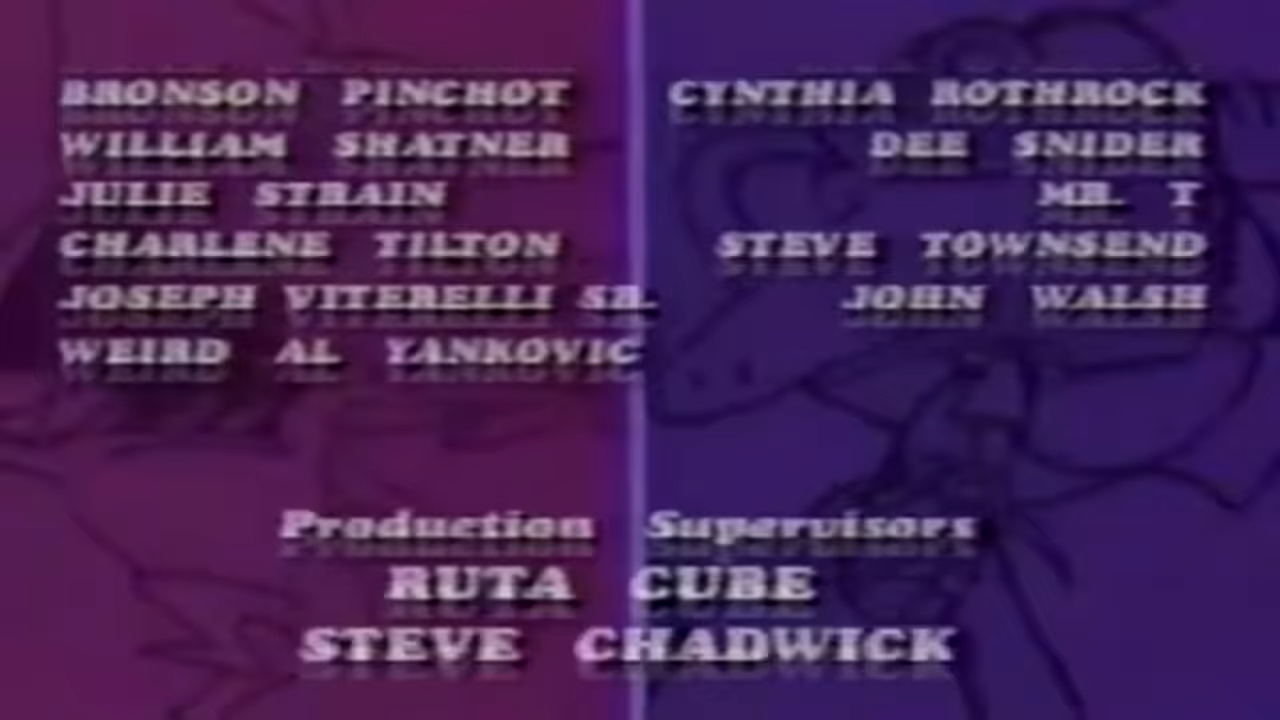 BRONSON PINCHOT
WILLIAM SHATNER
JULIE STRAIN
CHARLENE TILTON
JOSEPH VITERELLI SR.
WEIRD AL YANKOVIC
CYNTHIA ROTHROCK
DEE SNIDER
MR. T
STEVE TOWNSEND
JOHN WALSH
Production Supervisors
RUTA CUBE
STEVE CHADWICK